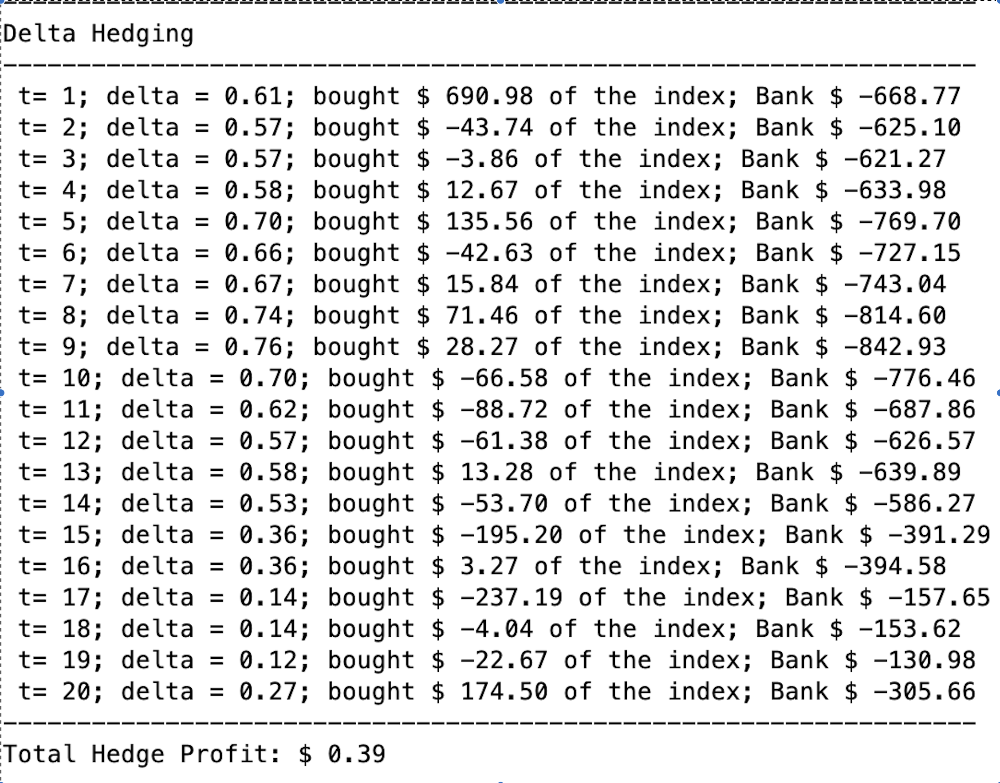 Delta Hedging
------------------------------------------------------------------
t= 1; delta = 0.61; bought $ 690.98 of the index; Bank $ -668.77
t= 2; delta = 0.57; bought $ -43.74 of the index; Bank $ -625.10
t= 3; delta = 0.57; bought $ -3.86 of the index; Bank $ -621.27
t= 4; delta = 0.58; bought $ 12.67 of the index; Bank $ -633.98
t= 5; delta = 0.70; bought $ 135.56 of the index; Bank $ -769.70
t= 6; delta = 0.66; bought $ -42.63 of the index; Bank $ -727.15
t= 7; delta = 0.67; bought $ 15.84 of the index; Bank $ -743.04
t= 8; delta = 0.74; bought $ 71.46 of the index; Bank $ -814.60
t= 9; delta = 0.76; bought $ 28.27 of the index; Bank $ -842.93
t= 10; delta = 0.70; bought $ -66.58 of the index; Bank $ -776.46
t= 11; delta = 0.62; bought $ -88.72 of the index; Bank $ -687.86
t= 12; delta = 0.57; bought $ -61.38 of the index; Bank $ -626.57
t= 13; delta = 0.58; bought $ 13.28 of the index; Bank $ -639.89
t= 14; delta = 0.53; bought $ -53.70 of the index; Bank $ -586.27
t= 15; delta = 0.36; bought $ -195.20 of the index; Bank $ -391.29
t= 16; delta = 0.36; bought $ 3.27 of the index; Bank $ -394.58
t= 17; delta = 0.14; bought $ -237.19 of the index; Bank $ -157.65
t= 18; delta = 0.14; bought $ -4.04 of the index; Bank $ -153.62
t= 19; delta = 0.12; bought $ -22.67 of the index; Bank $ -130.98
t= 20; delta = 0.27; bought $ 174.50 of the index; Bank $ -305.66
------------------------------------------------------------------
Total Hedge Profit: $ 0.39